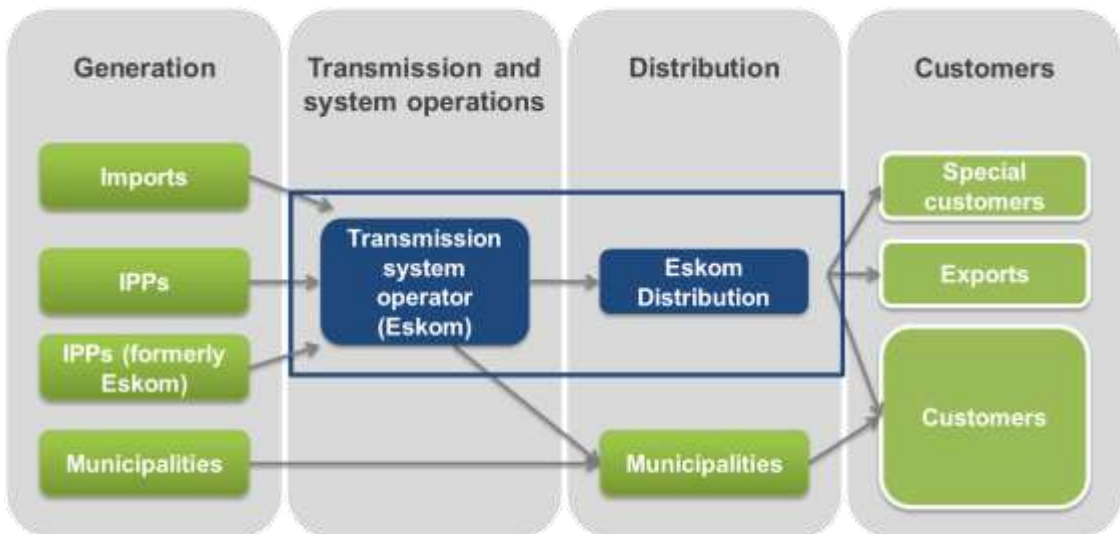 Generation
Transmission and
system operations
Distribution
Customers
Imports
IPPs
IPPs (formerly
Eskom)
Municipalities
Transmission
system
operator
(Eskom)
Eskom
Distribution
Municipalities
Special
customers
Exports
Customers